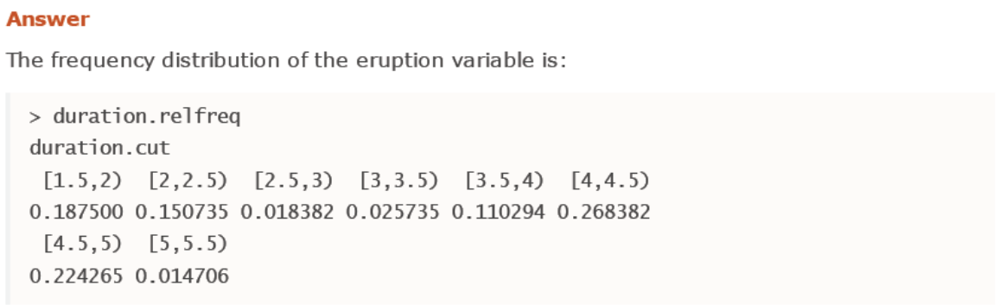 Answer
The frequency distribution of the eruption variable is:
> duration.relfreq
duration.cut
[1.5,2) [2,2.5) [2.5,3) [3,3.5) [3.5,4) [4,4.5)
0.187500 0.150735 0.018382 0.025735 0.110294 0.268382
[4.5,5) [5,5.5)
0.224265 0.014706